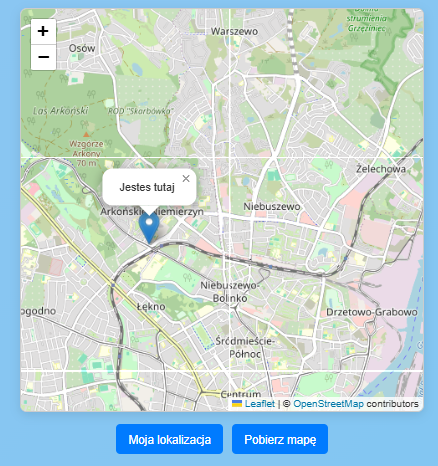 strumienia
Grzęziniec
+
−
Warszewo
Osów
Las Arkoński
ROD "Skarbówka"
Wzgórze
Arkony
70 m
Żelechowa
Jestes tutaj
×
Arkońskie-Niemierzyn
Niebuszewo
Niebuszewo-
Bolinko
Łękno
Drzetowo-Grabowo
ogodno
Śródmieście-
Północ
Centrum
Leaflet | © OpenStreetMap contributors
Moja lokalizacja
Pobierz mapę